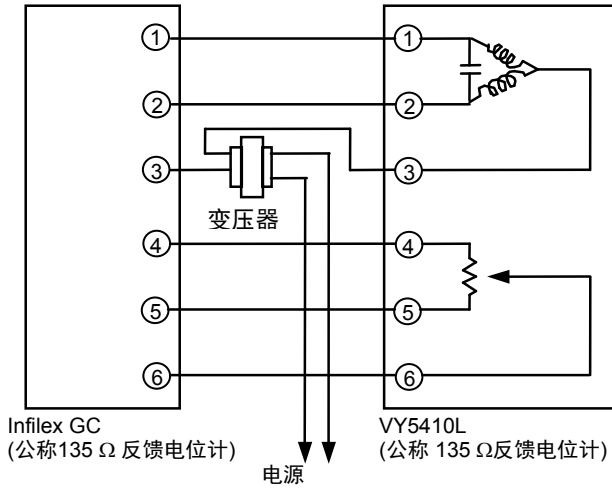 ① ①
② ②
③ ③
变压器
④ ④
⑤ ⑤
⑥ ⑥
Infilex GC
(公称135 Ω 反馈电位计)
VY5410L
(公称 135 Ω反馈电位计)
电源